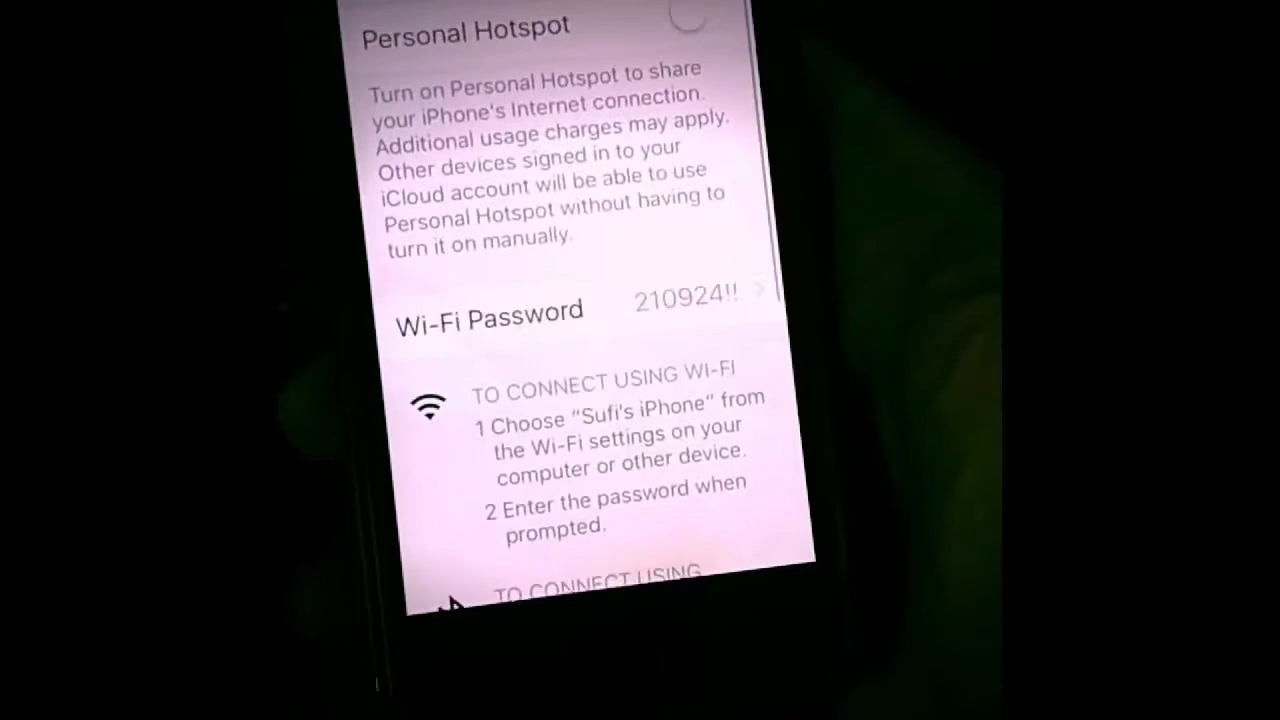 Personal Hotspot
Turn on Personal Hotspot to share
your iPhone's Internet connection.
Additional usage charges may apply.
Other devices signed in to your
iCloud account will be able to use
Personal Hotspot without having to
turn it on manually.
Wi-Fi Password 210924!!
TO CONNECT USING WI-FI
1 Choose "Sufi's iPhone" from
the Wi-Fi settings on your
computer or other device.
2 Enter the password when
prompted.
TO CONNECT USING